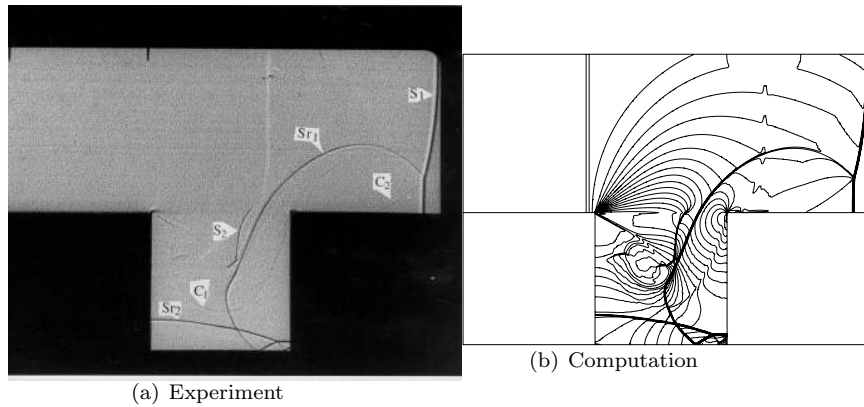 S1
Sr1
C2
S2
C1
Sr2
(a) Experiment
(b) Computation